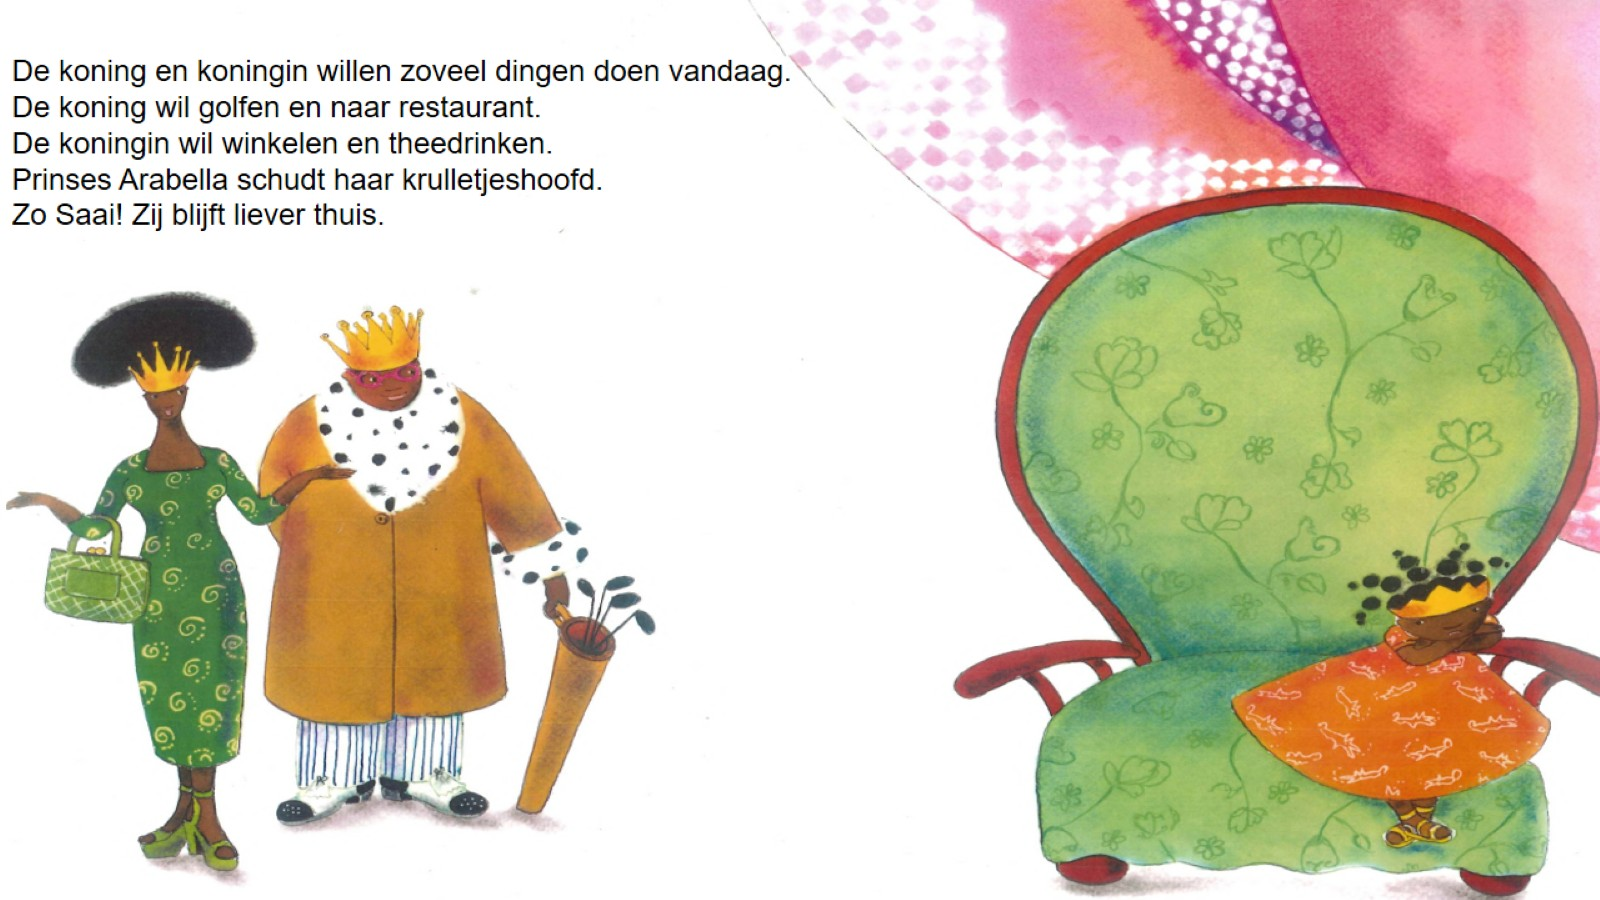 De koning en koningin willen zoveel dingen doen vandaag.
De koning wil golfen en naar restaurant.
De koningin wil winkelen en theedrinken.
Prinses Arabella schudt haar krulletjeshoofd.
Zo Saai! Zij blijft liever thuis.